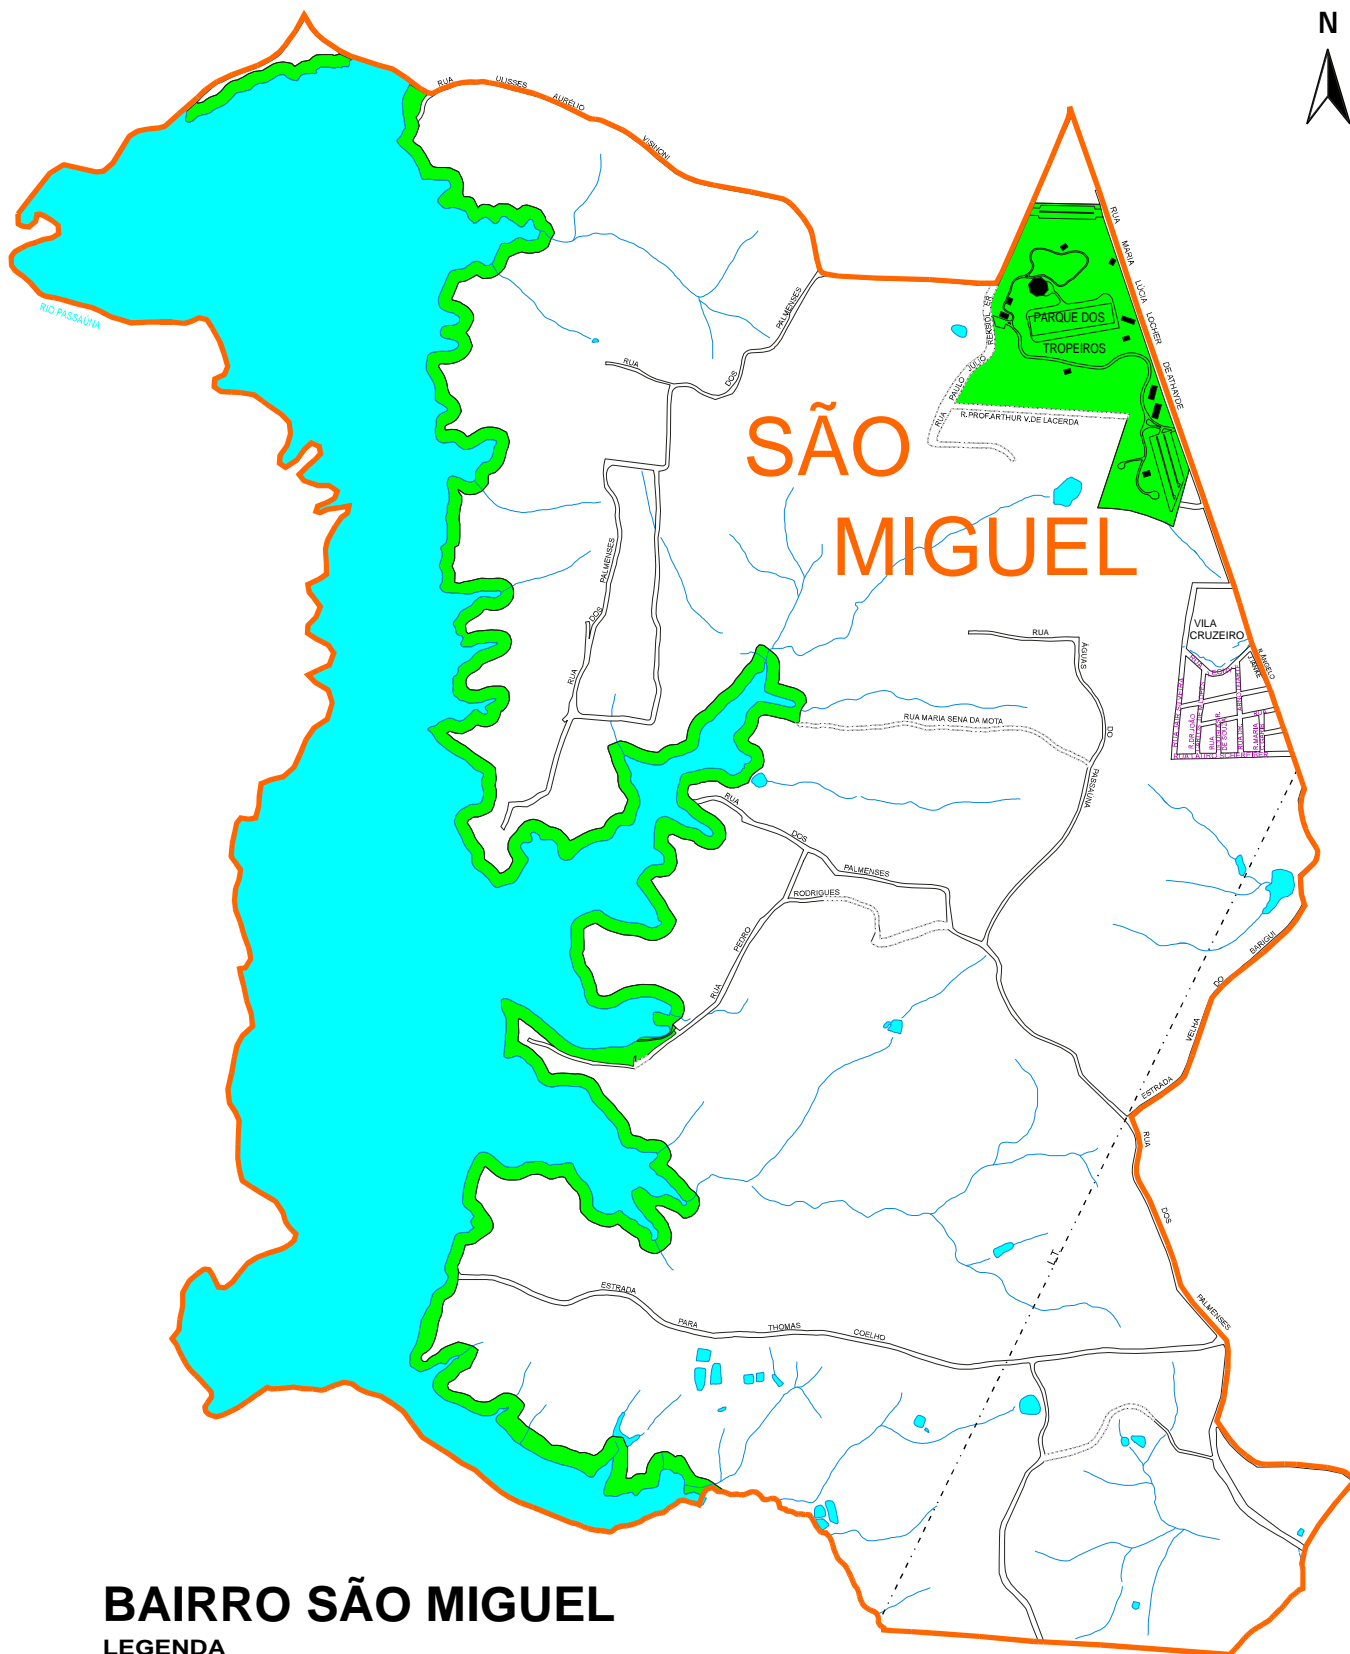 N
RUA ULISSES AURÉLIO VISINONI
RIO PASSAÚNA
RUA MARIA LÚCIA LOCHER DE ATHAYDE
PARQUE DOS
TROPEIROS
RUA PAULO JULIO
R.PROF.ARTHUR V.DE LACERDA
RUA DOS PALMENSES
SÃO
MIGUEL
RUA DOS PALMENSES
VILA
CRUZEIRO
R.ÂNGELO
RUA ÁGUAS DO PASSAÚNA
RUA MARIA SENA DA MOTA
RUA DOS PALMENSES
RUA PEDRO RODRIGUES
ESTRADA VELHA DO BARIGUI
RUA DOS PALMENSES
L.T.
ESTRADA PARA THOMAS COELHO
BAIRRO SÃO MIGUEL
LEGENDA